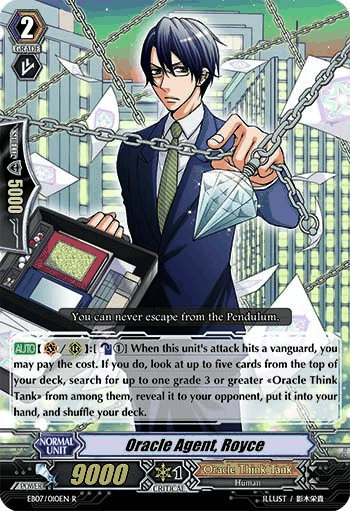 2
GRADE
SHIELD
5000
You can never escape from the Pendulum.
AUTO [ / ]:[ ①] When this unit's attack hits a vanguard, you
may pay the cost. If you do, look at up to five cards from the top of
your deck, search for up to one grade 3 or greater «Oracle Think
Tank» from among them, reveal it to your opponent, put it into your
hand, and shuffle your deck.
NORMAL
UNIT
Oracle Agent, Royce
POWER 9000
1
CRITICAL
Oracle Think Tank
Human
EB07/010EN R
ILLUST / 影木栄貴